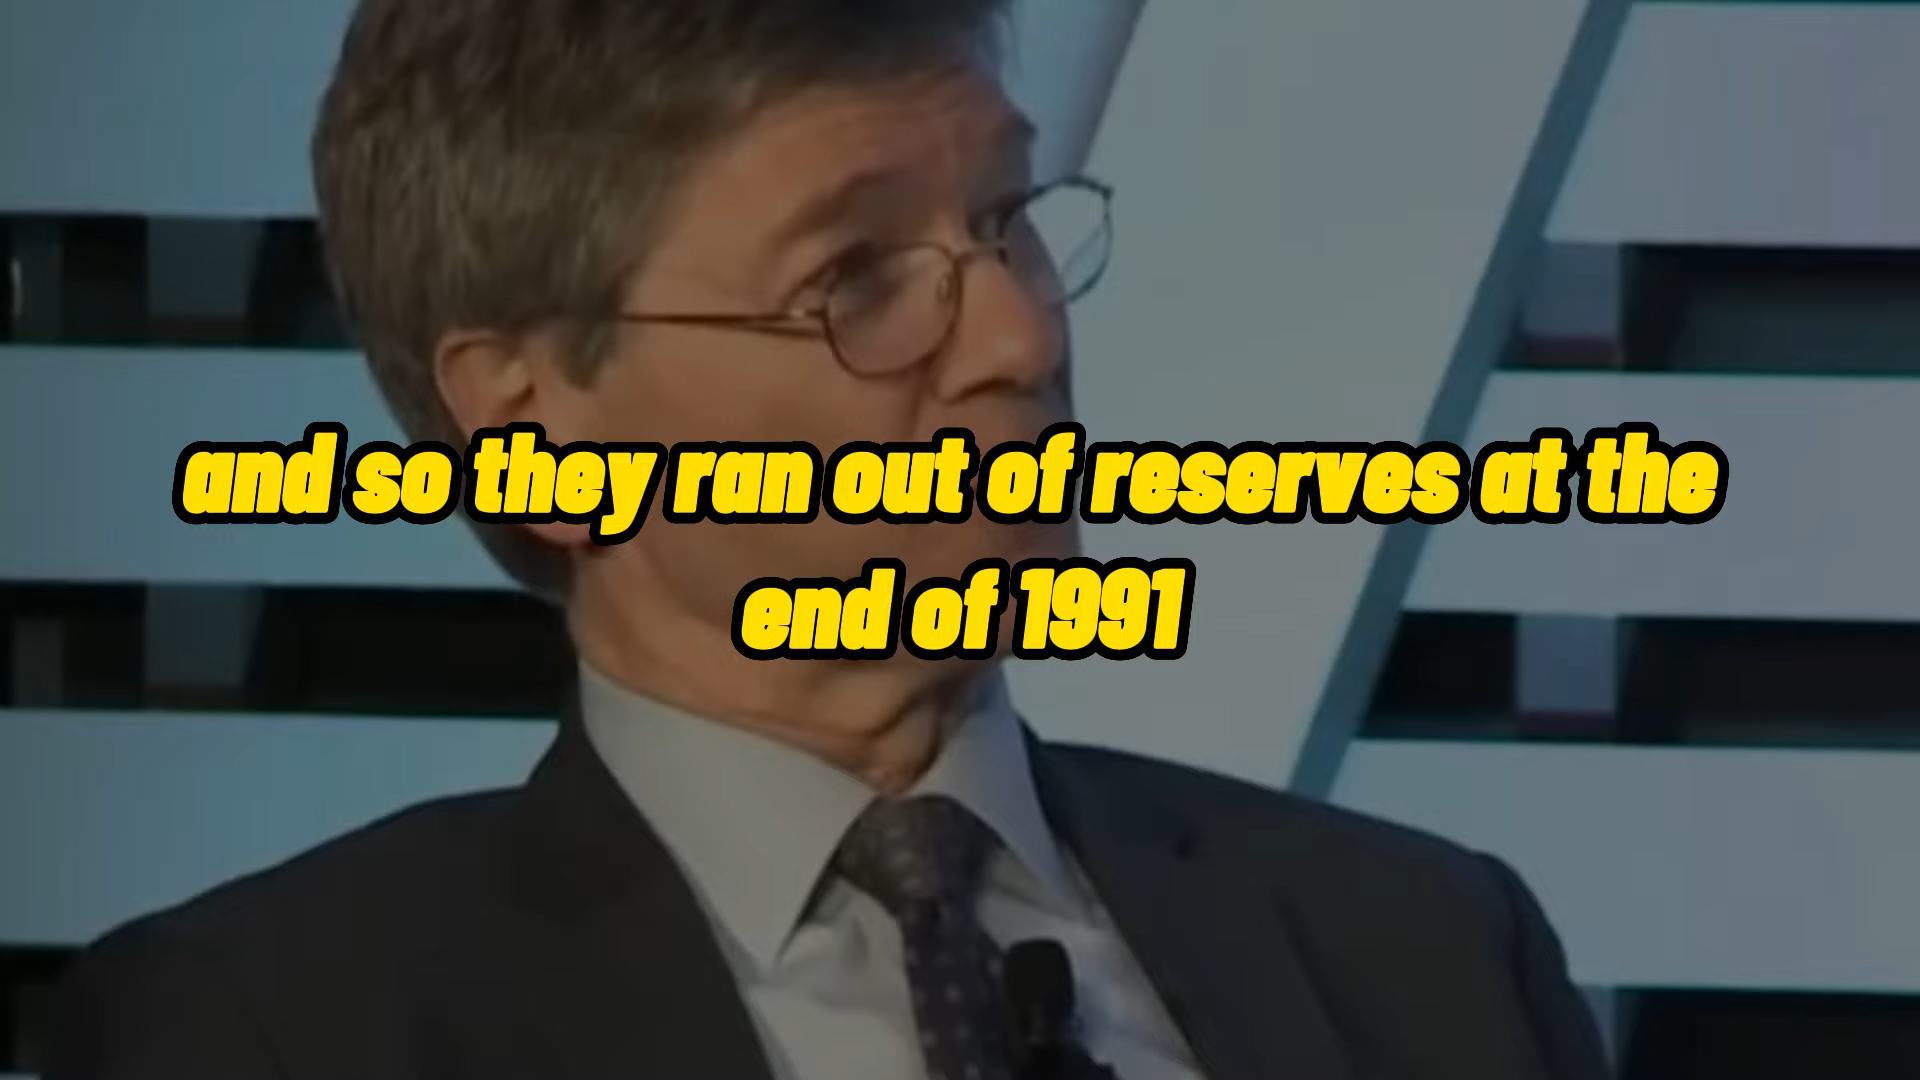 and so they ran out of reserves at the
end of 1991